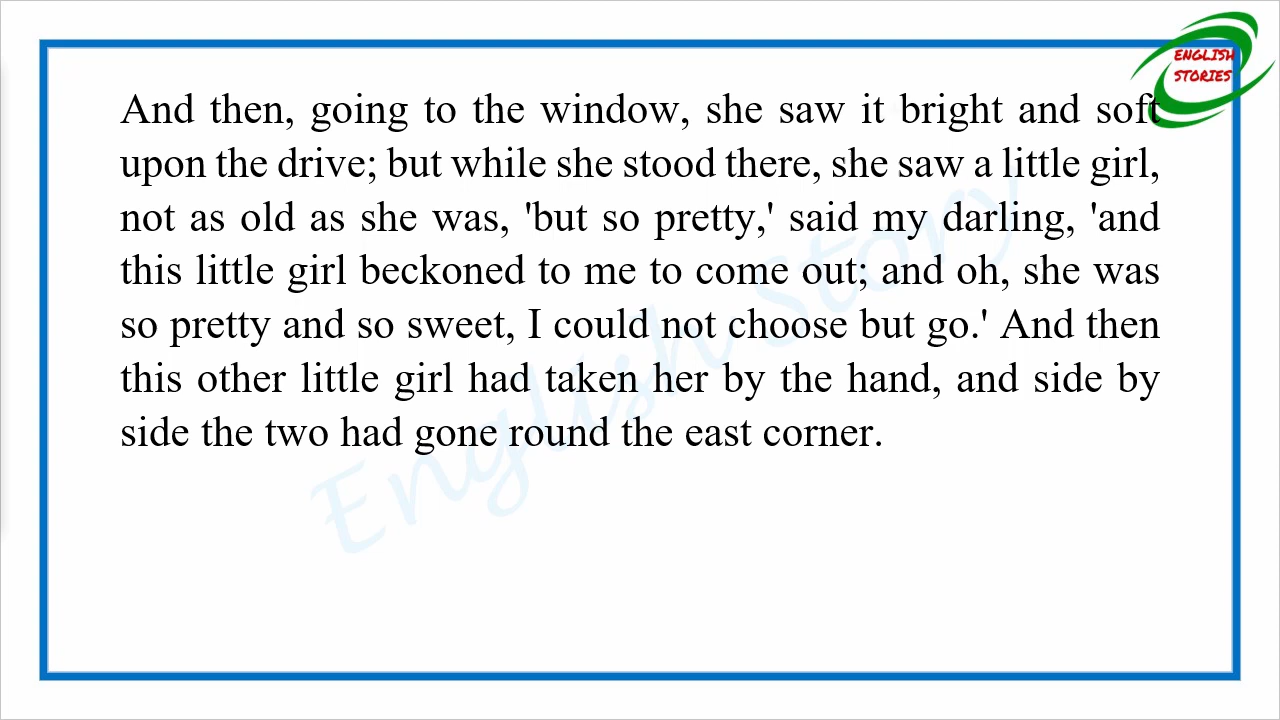 ENGLISH
STORIES
And then, going to the window, she saw it bright and soft
upon the drive; but while she stood there, she saw a little girl,
not as old as she was, 'but so pretty,' said my darling, 'and
this little girl beckoned to me to come out; and oh, she was
so pretty and so sweet, I could not choose but go.' And then
this other little girl had taken her by the hand, and side by
side the two had gone round the east corner.
English Story